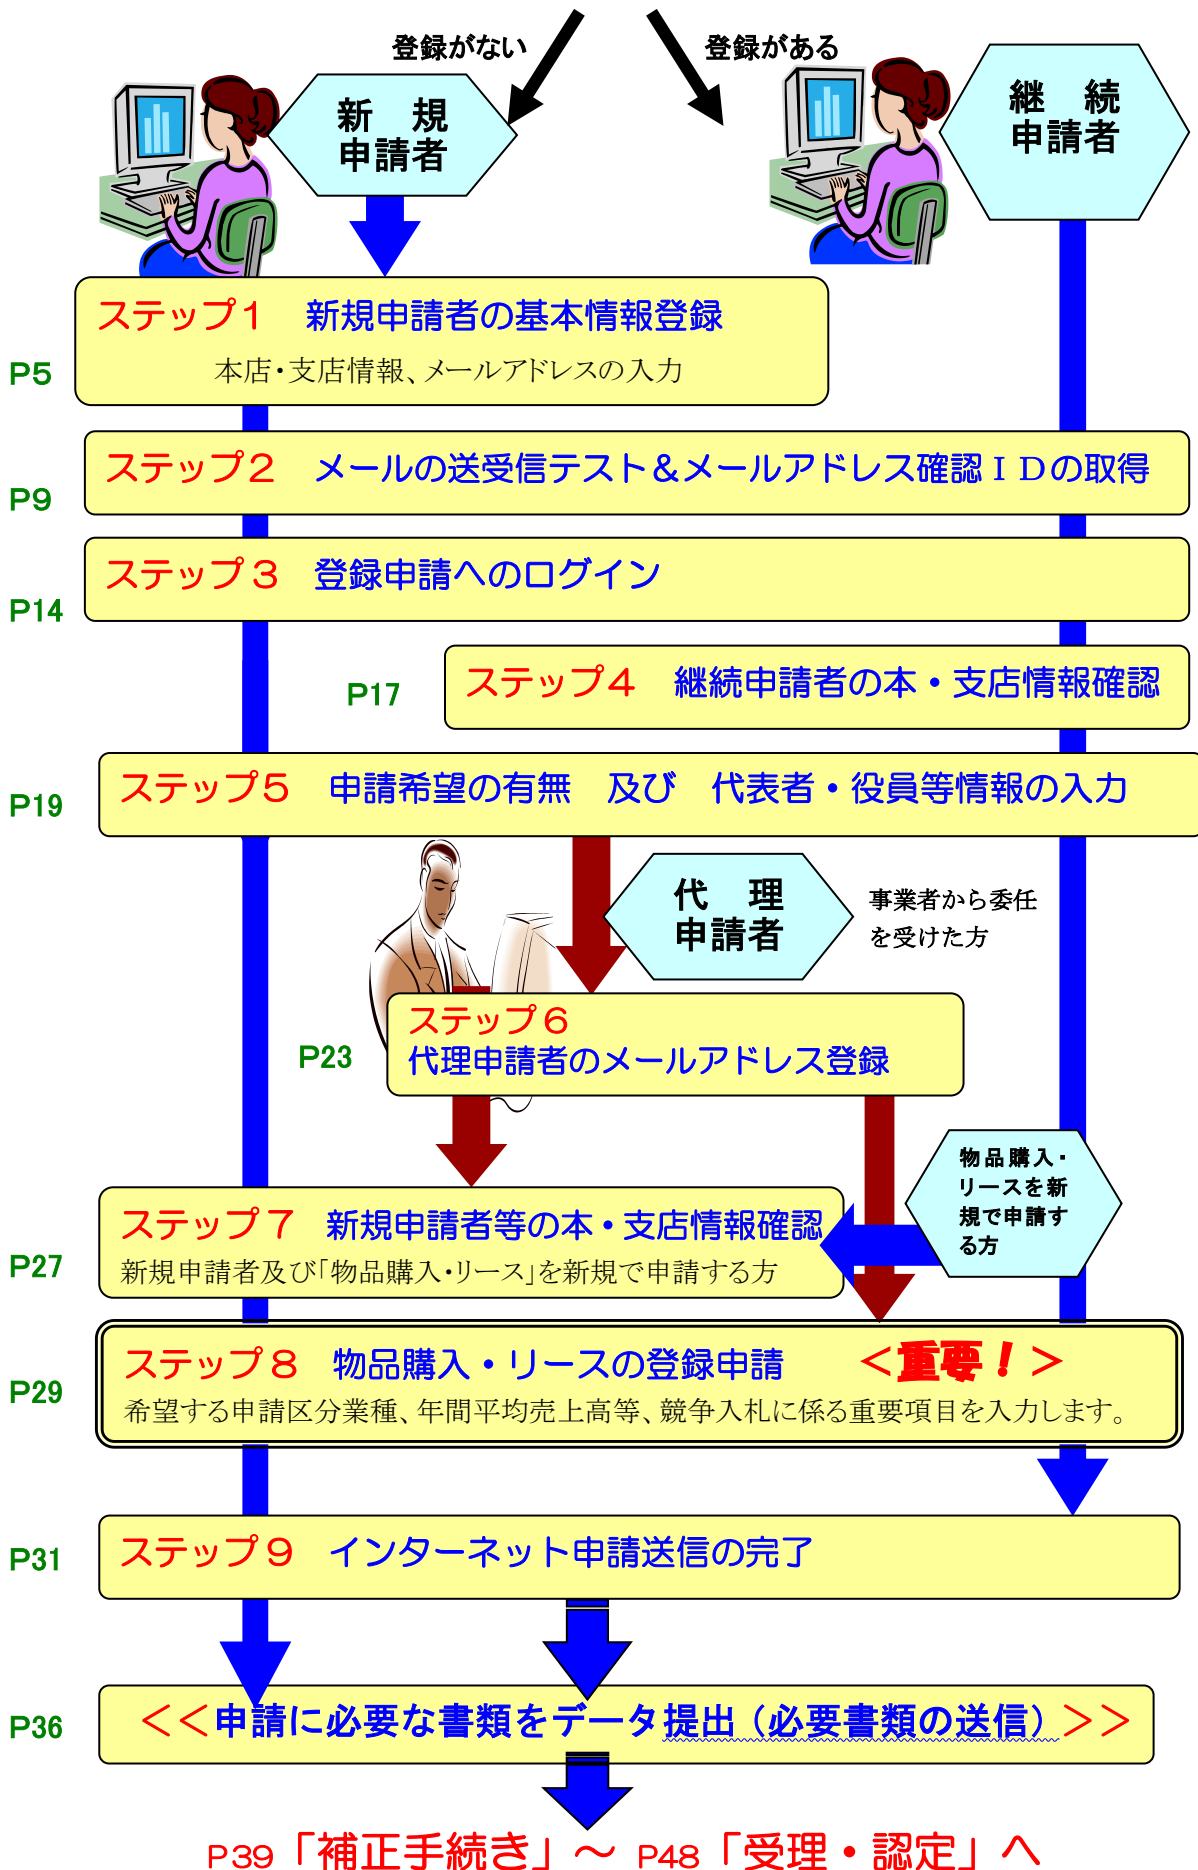 登録がない
登録がある
新 規
申請者
継 続
申請者
ステップ1 新規申請者の基本情報登録
P5
本店・支店情報、メールアドレスの入力
ステップ2 メールの送受信テスト&メールアドレス確認IDの取得
P9
ステップ3 登録申請へのログイン
P14
ステップ4 継続申請者の本・支店情報確認
P17
ステップ5 申請希望の有無 及び 代表者・役員等情報の入力
P19
代 理
申請者
事業者から委任
を受けた方
ステップ6
代理申請者のメールアドレス登録
P23
物品購入・
リースを新
規で申請す
る方
ステップ7 新規申請者等の本・支店情報確認
P27
新規申請者及び「物品購入・リース」を新規で申請する方
ステップ8 物品購入・リースの登録申請 <重要!>
P29
希望する申請区分業種、年間平均売上高等、競争入札に係る重要項目を入力します。
ステップ9 インターネット申請送信の完了
P31
P36
<<申請に必要な書類をデータ提出(必要書類の送信)>>
P39「補正手続き」~ P48「受理・認定」へ